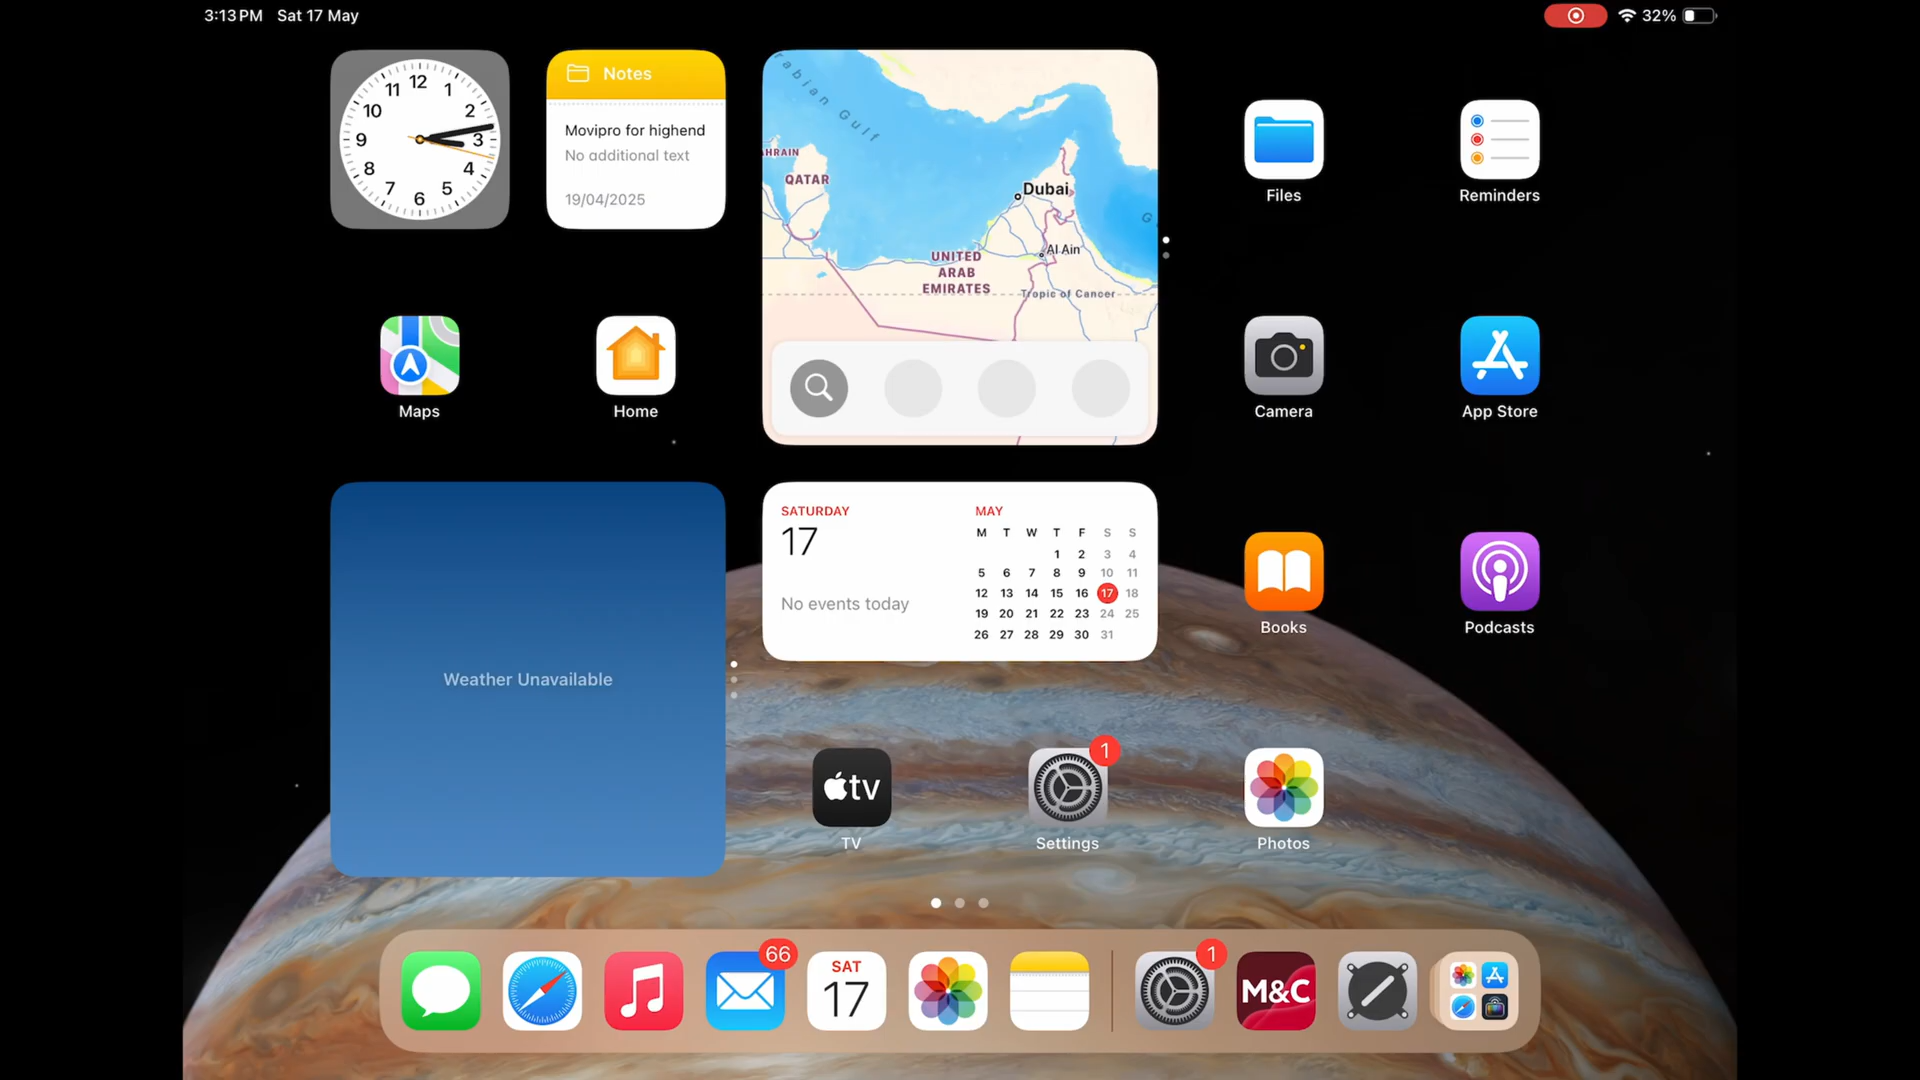 3:13 PM Sat 17 May
32%
12
11 1
10 2
9 3
8 4
7 5
6
Notes
Movipro for highend
No additional text
19/04/2025
rabian Gulf
HRAIN
QATAR
Dubai
Al Ain
G
UNITED
ARAB
EMIRATES
Tropic of Cancer
Files
Reminders
Maps
Home
Camera
App Store
Weather Unavailable
SATURDAY
17
No events today
MAY
M T W T F S S
1 2 3 4
5 6 7 8 9 10 11
12 13 14 15 16 17 18
19 20 21 22 23 24 25
26 27 28 29 30 31
Books
Podcasts
tv
TV
1
Settings
Photos
66
SAT
17
1
M&C